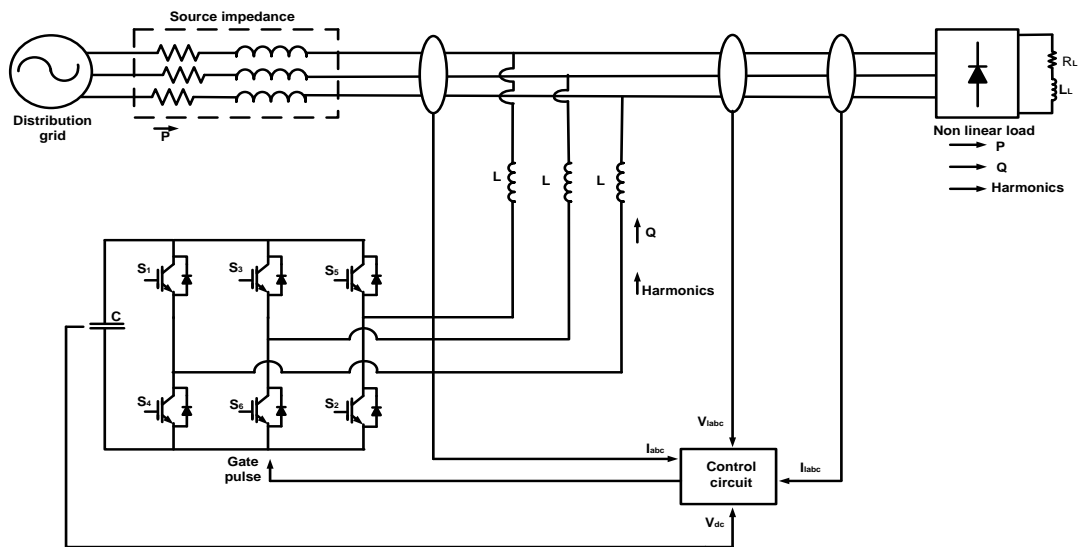 Source impedance
Distribution
grid
P
RL
LL
Non linear load
P
Q
Harmonics
L
L
L
Q
Harmonics
S1
S3
S5
C
S4
S6
S2
Gate
pulse
Iabc
Vlabc
Control
circuit
Ilabc
Vdc